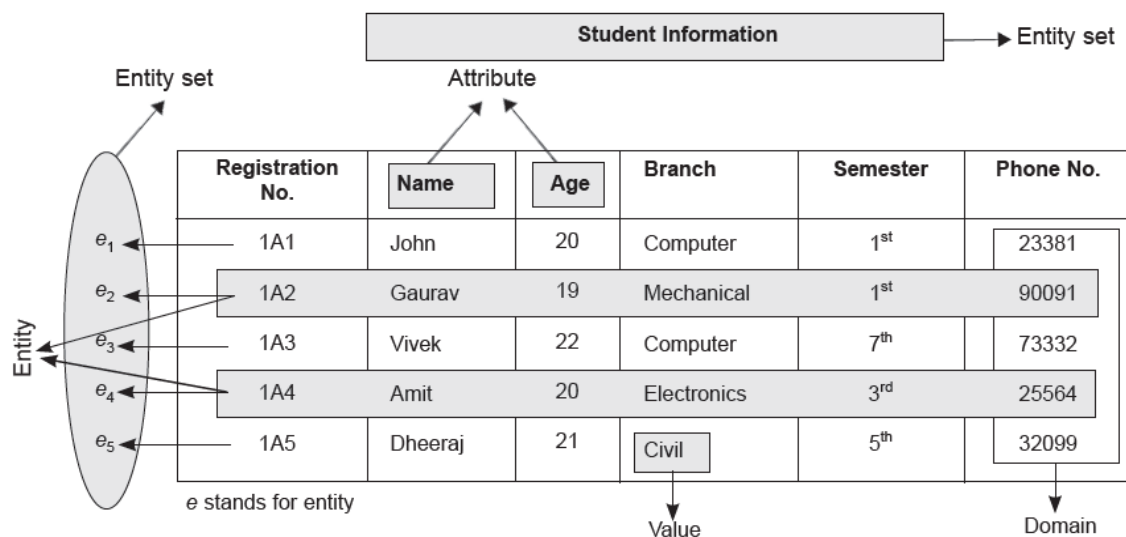 Student Information
Entity set
Entity set
Attribute
Registration No. Name Age Branch Semester Phone No.
e1 1A1 John 20 Computer 1st 23381
e2 1A2 Gaurav 19 Mechanical 1st 90091
Entity
e3 1A3 Vivek 22 Computer 7th 73332
e4 1A4 Amit 20 Electronics 3rd 25564
e5 1A5 Dheeraj 21 Civil 5th 32099
e stands for entity
Value
Domain